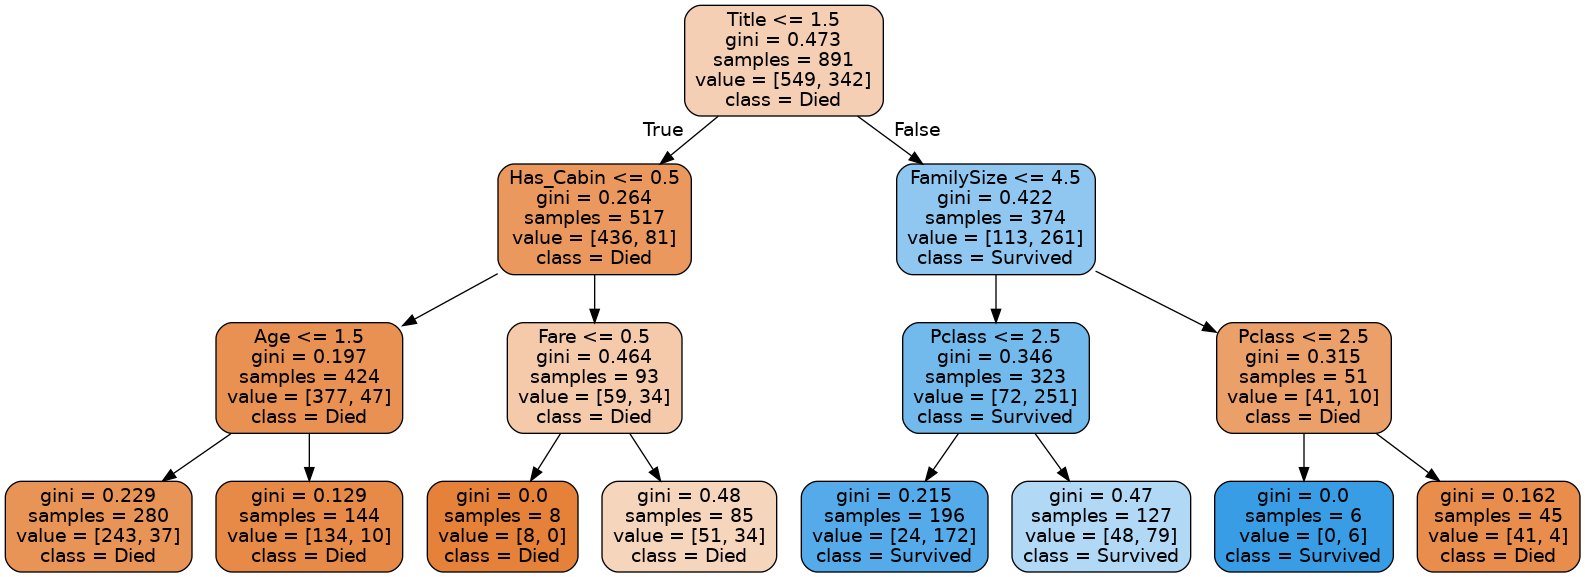 Title <= 1.5
gini = 0.473
samples = 891
value = [549, 342]
class = Died
True
False
Has_Cabin <= 0.5
gini = 0.264
samples = 517
value = [436, 81]
class = Died
FamilySize <= 4.5
gini = 0.422
samples = 374
value = [113, 261]
class = Survived
Age <= 1.5
gini = 0.197
samples = 424
value = [377, 47]
class = Died
Fare <= 0.5
gini = 0.464
samples = 93
value = [59, 34]
class = Died
Pclass <= 2.5
gini = 0.346
samples = 323
value = [72, 251]
class = Survived
Pclass <= 2.5
gini = 0.315
samples = 51
value = [41, 10]
class = Died
gini = 0.229
samples = 280
value = [243, 37]
class = Died
gini = 0.129
samples = 144
value = [134, 10]
class = Died
gini = 0.0
samples = 8
value = [8, 0]
class = Died
gini = 0.48
samples = 85
value = [51, 34]
class = Died
gini = 0.215
samples = 196
value = [24, 172]
class = Survived
gini = 0.47
samples = 127
value = [48, 79]
class = Survived
gini = 0.0
samples = 6
value = [0, 6]
class = Survived
gini = 0.162
samples = 45
value = [41, 4]
class = Died